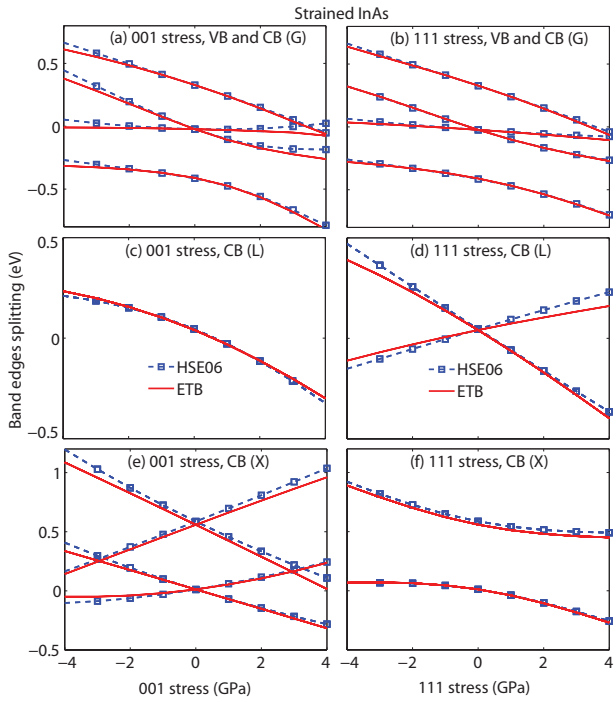 Strained InAs
(a) 001 stress, VB and CB (G)
(b) 111 stress, VB and CB (G)
0.5
0
−0.5
(c) 001 stress, CB (L)
(d) 111 stress, CB (L)
0.5
0
−0.5
HSE06
ETB
HSE06
ETB
Band edges splitting (eV)
(e) 001 stress, CB (X)
(f) 111 stress, CB (X)
1
0.5
0
−0.5
−4 −2 0 2 4
−4 −2 0 2 4
001 stress (GPa)
111 stress (GPa)